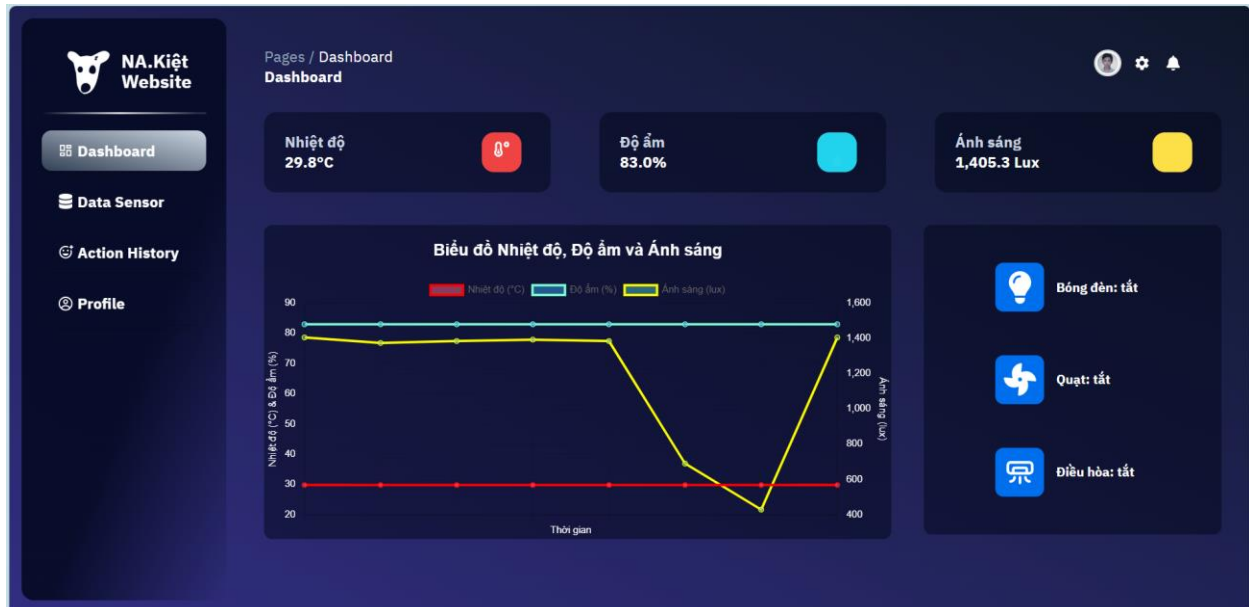 NA.Kiệt
Website
Pages / Dashboard
Dashboard
Dashboard
Data Sensor
Action History
Profile
Nhiệt độ
29.8°C
Độ ẩm
83.0%
Ánh sáng
1,405.3 Lux
Biểu đồ Nhiệt độ, Độ ẩm và Ánh sáng
Nhiệt độ (°C) Độ ẩm (%) Ánh sáng (lux)
Nhiệt độ (°C) & Độ ẩm (%)
90
80
70
60
50
40
30
20
1,600
1,400
1,200
1,000
800
600
400
Ánh sáng (lux)
Thời gian
Bóng đèn: tắt
Quạt: tắt
Điều hòa: tắt